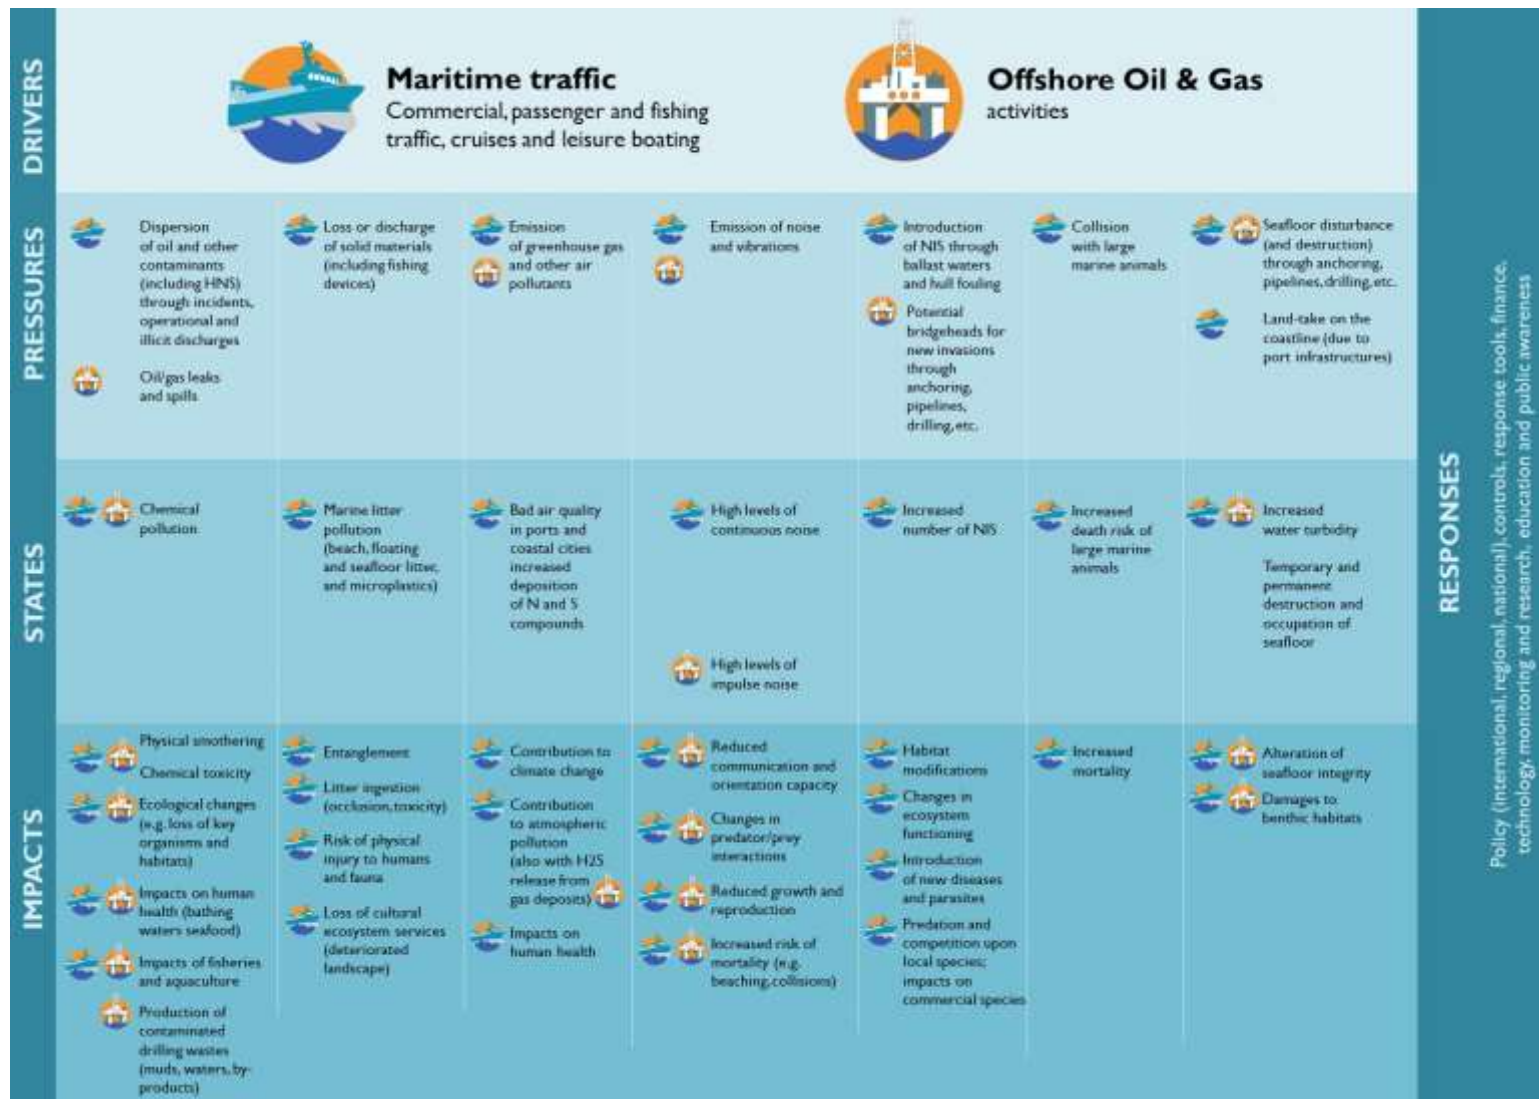 DRIVERS
Maritime traffic
Commercial, passenger and fishing
traffic, cruises and leisure boating
Offshore Oil & Gas
activities
PRESSURES
Dispersion
of oil and other
contaminants
(including HNS)
through incidents,
operational and
illicit discharges
Oil/gas leaks
and spills
Loss or discharge
of solid materials
(including fishing
devices)
Emission
of greenhouse gas
and other air
pollutants
Emission of noise
and vibrations
Introduction
of NIS through
ballast waters
and hull fouling
Potential
bridgeheads for
new invasions
through
anchoring,
pipelines,
drilling, etc.
Collision
with large
marine animals
Seafloor disturbance
(and destruction)
through anchoring,
pipelines, drilling, etc.
Land-take on the
coastline (due to
port infrastructures)
STATES
Chemical
pollution
Marine litter
pollution
(beach, floating
and seafloor litter,
and microplastics)
Bad air quality
in ports and
coastal cities
increased
deposition
of N and S
compounds
High levels of
continuous noise
High levels of
impulse noise
Increased
number of NIS
Increased
death risk of
large marine
animals
Increased
water turbidity
Temporary and
permanent
destruction and
occupation of
seafloor
IMPACTS
Physical smothering
Chemical toxicity
Ecological changes
(e.g. loss of key
organisms and
habitats)
Impacts on human
health (bathing
waters seafood)
Impacts of fisheries
and aquaculture
Production of
contaminated
drilling wastes
(muds, waters, by-
products)
Entanglement
Litter ingestion
(occlusion, toxicity)
Risk of physical
injury to humans
and fauna
Loss of cultural
ecosystem services
(deteriorated
landscape)
Contribution to
climate change
Contribution
to atmospheric
pollution
(also with H2S
release from
gas deposits)
Impacts on
human health
Reduced
communication and
orientation capacity
Changes in
predator/prey
interactions
Reduced growth and
reproduction
Increased risk of
mortality (e.g.
beaching, collisions)
Habitat
modifications
Changes in
ecosystem
functioning
Introduction
of new diseases
and parasites
Predation and
competition upon
local species;
impacts on
commercial species
Increased
mortality
Alteration of
seafloor integrity
Damages to
benthic habitats
RESPONSES
Policy (international, regional, national), controls, response tools, finance,
technology, monitoring and research, education and public awareness